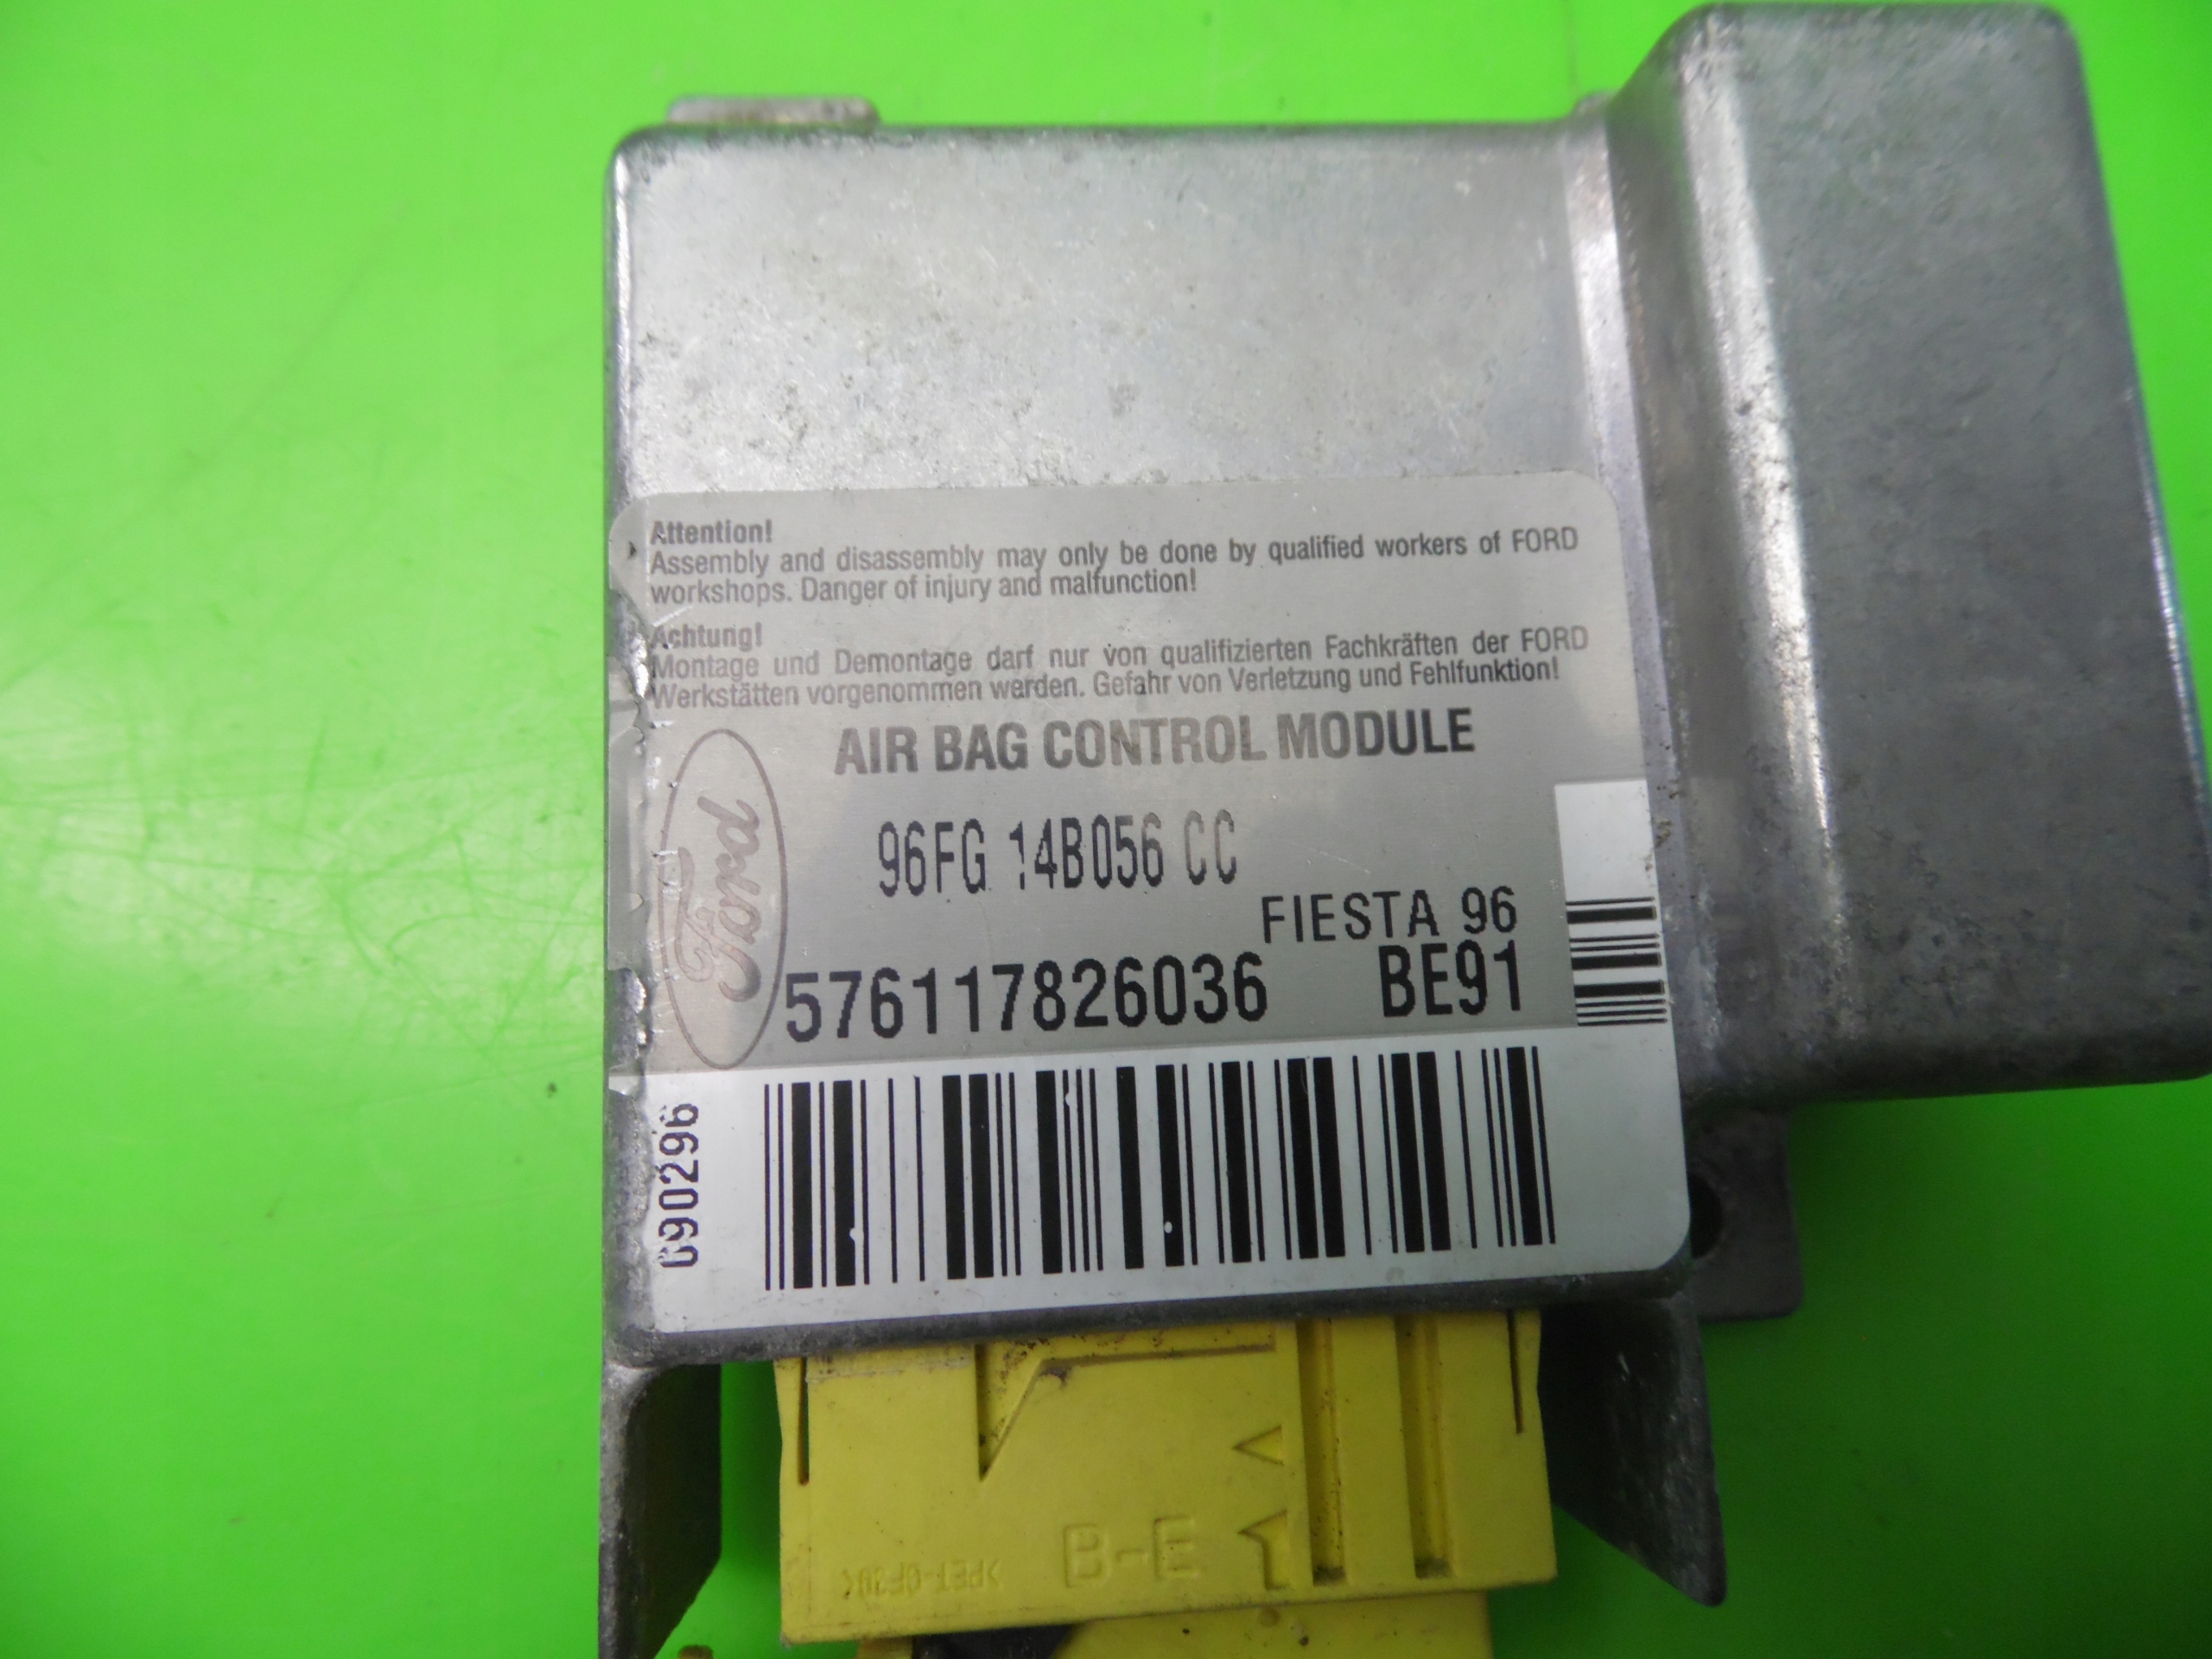 Attention!
Assembly and disassembly may only be done by qualified workers of FORD
workshops. Danger of injury and malfunction!
Achtung!
Montage und Demontage darf nur von qualifizierten Fachkräften der FORD
Werkstätten vorgenommen werden. Gefahr von Verletzung und Fehlfunktion!
AIR BAG CONTROL MODULE
Ford
96FG 14B056 CC
FIESTA 96
576117826036 BE91
090296
B-E